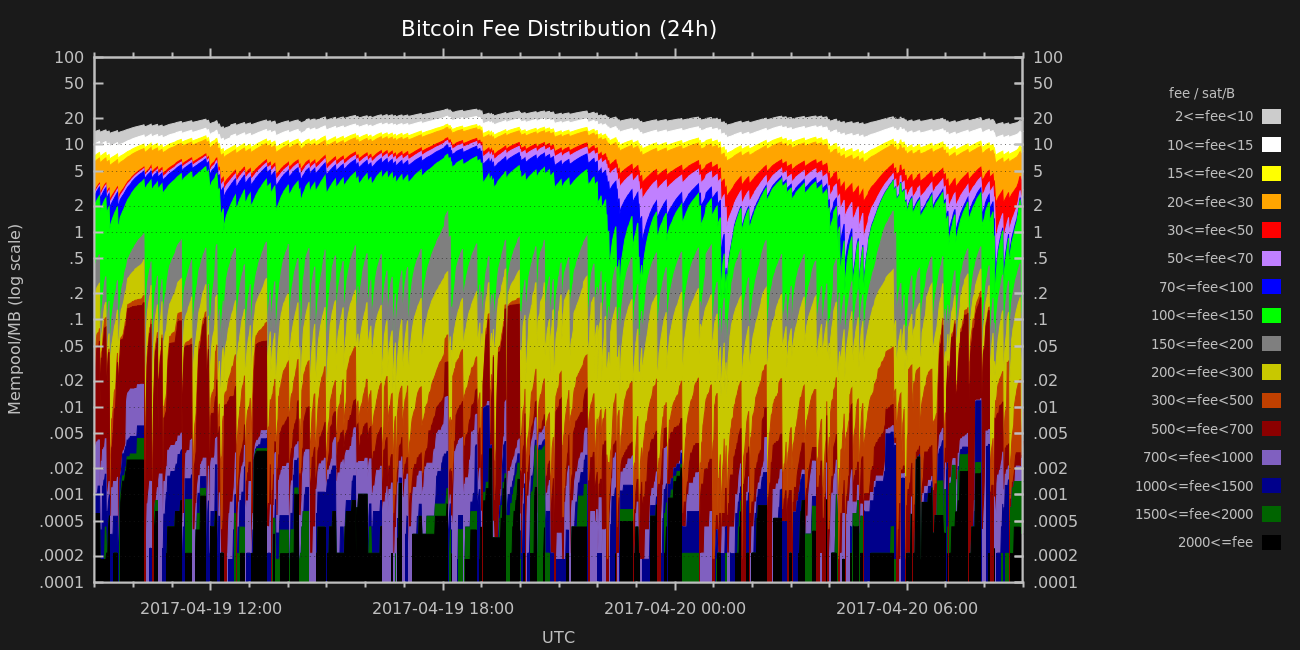 Bitcoin Fee Distribution (24h)
Mempool/MB (log scale)
100
50
20
10
5
2
1
.5
.2
.1
.05
.02
.01
.005
.002
.001
.0005
.0002
.0001
100
50
20
10
5
2
1
.5
.2
.1
.05
.02
.01
.005
.002
.001
.0005
.0002
.0001
2017-04-19 12:00
2017-04-19 18:00
2017-04-20 00:00
2017-04-20 06:00
UTC
fee / sat/B
2<=fee<10
10<=fee<15
15<=fee<20
20<=fee<30
30<=fee<50
50<=fee<70
70<=fee<100
100<=fee<150
150<=fee<200
200<=fee<300
300<=fee<500
500<=fee<700
700<=fee<1000
1000<=fee<1500
1500<=fee<2000
2000<=fee